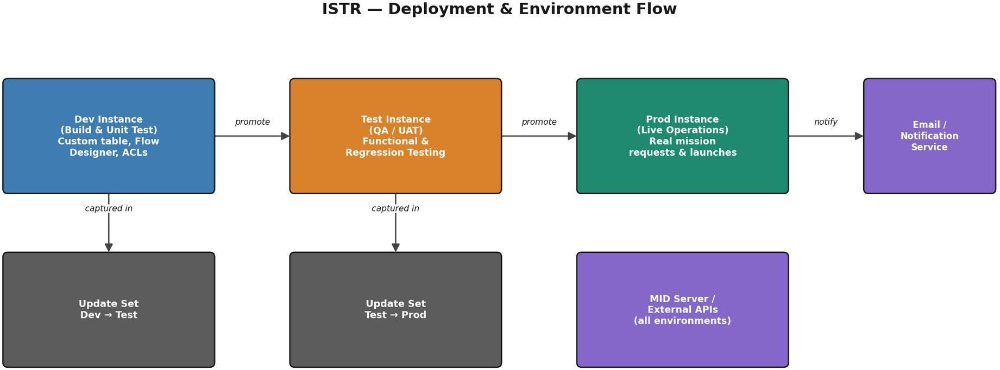 ISTR — Deployment & Environment Flow
Dev Instance
(Build & Unit Test)
Custom table, Flow
Designer, ACLs
promote
Test Instance
(QA / UAT)
Functional &
Regression Testing
promote
Prod Instance
(Live Operations)
Real mission
requests & launches
notify
Email /
Notification
Service
captured in
captured in
Update Set
Dev → Test
Update Set
Test → Prod
MID Server /
External APIs
(all environments)